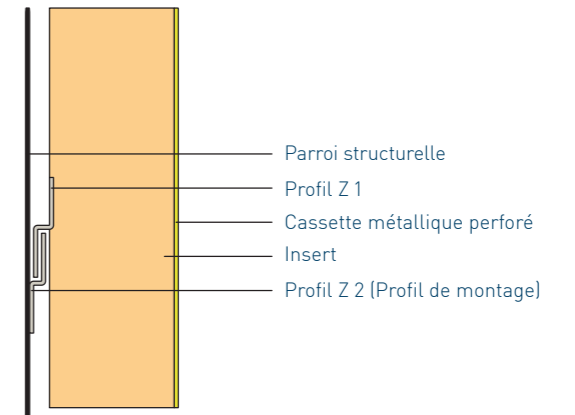 Parroi structurelle
Profil Z 1
Cassette métallique perforé
Insert
Profil Z 2 (Profil de montage)